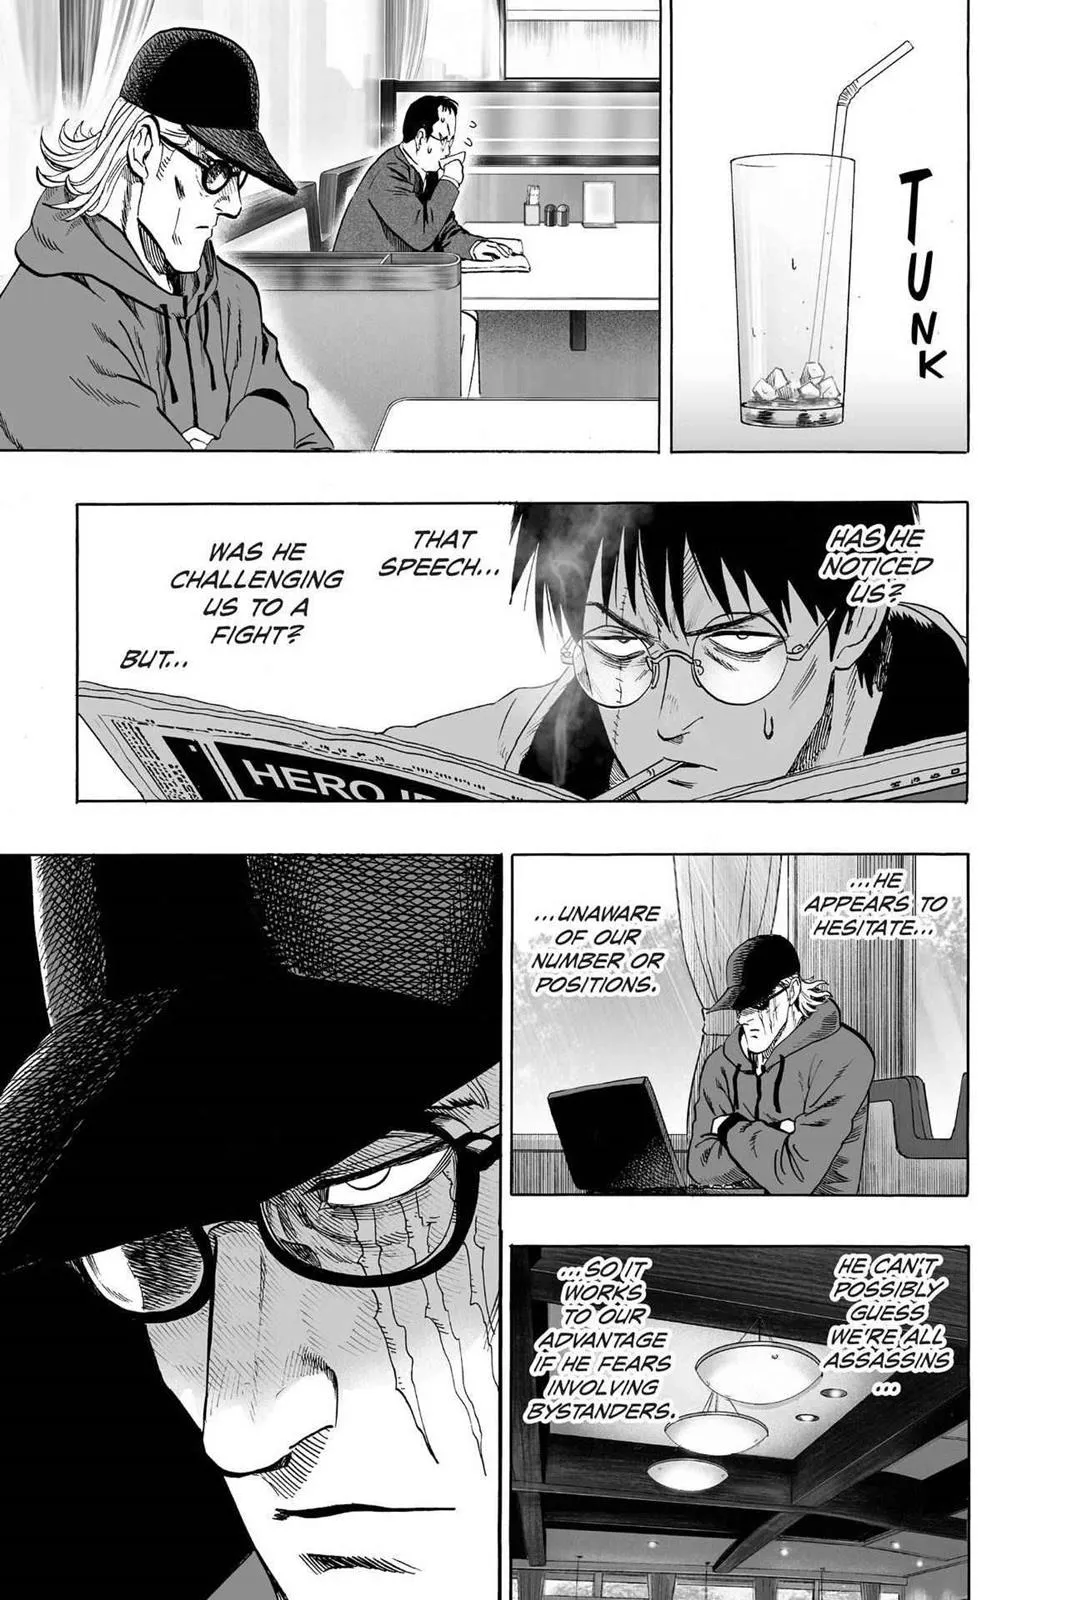 TUNK
HAS HE
NOTICED
US?
THAT
SPEECH...
WAS HE
CHALLENGING
US TO A
FIGHT?
BUT...
HERO
...HE
APPEARS TO
HESITATE...
...UNAWARE
OF OUR
NUMBER OR
POSITIONS.
HE CAN'T
POSSIBLY
GUESS
WE'RE ALL
ASSASSINS
...
...SO IT
WORKS
TO OUR
ADVANTAGE
IF HE FEARS
INVOLVING
BYSTANDERS.